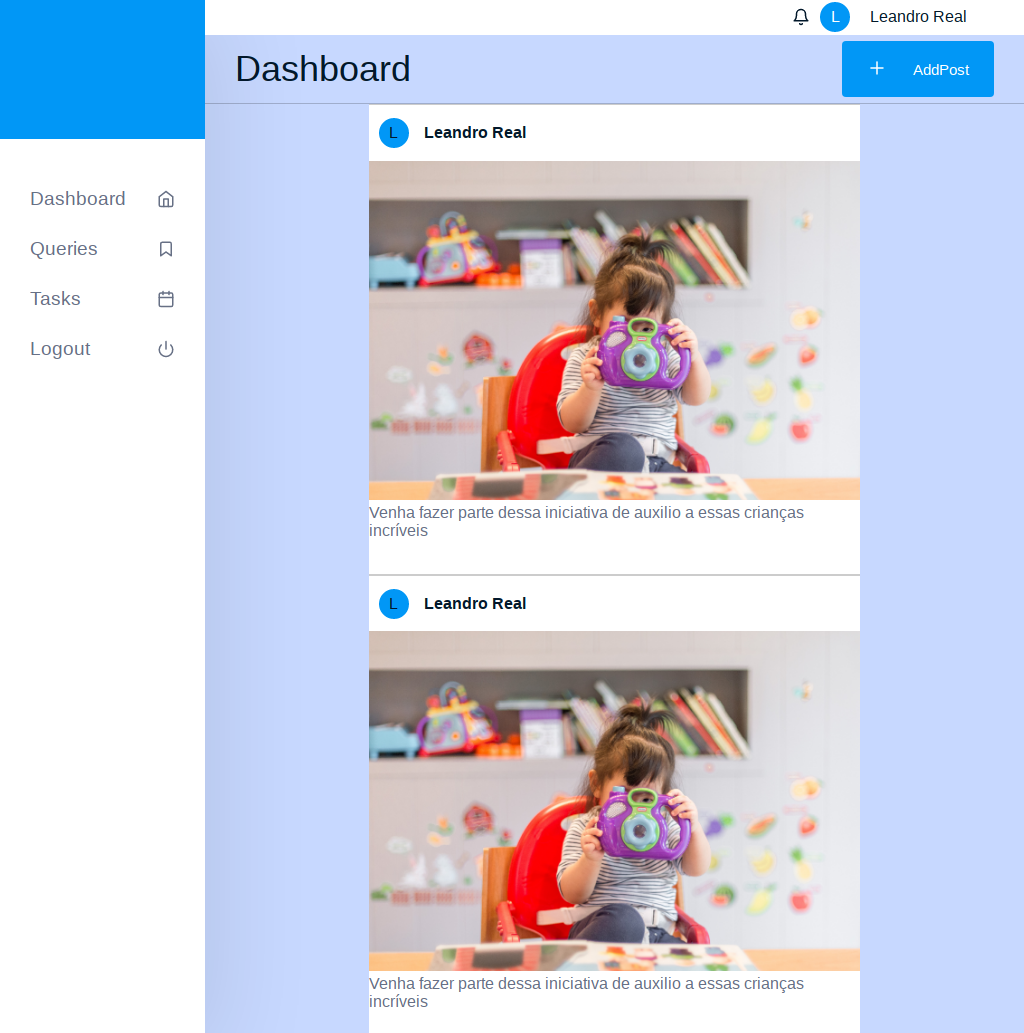 L Leandro Real
Dashboard
AddPost
Dashboard
Queries
Tasks
Logout
L Leandro Real
Venha fazer parte dessa iniciativa de auxilio a essas crianças
incríveis
L Leandro Real
Venha fazer parte dessa iniciativa de auxilio a essas crianças
incríveis